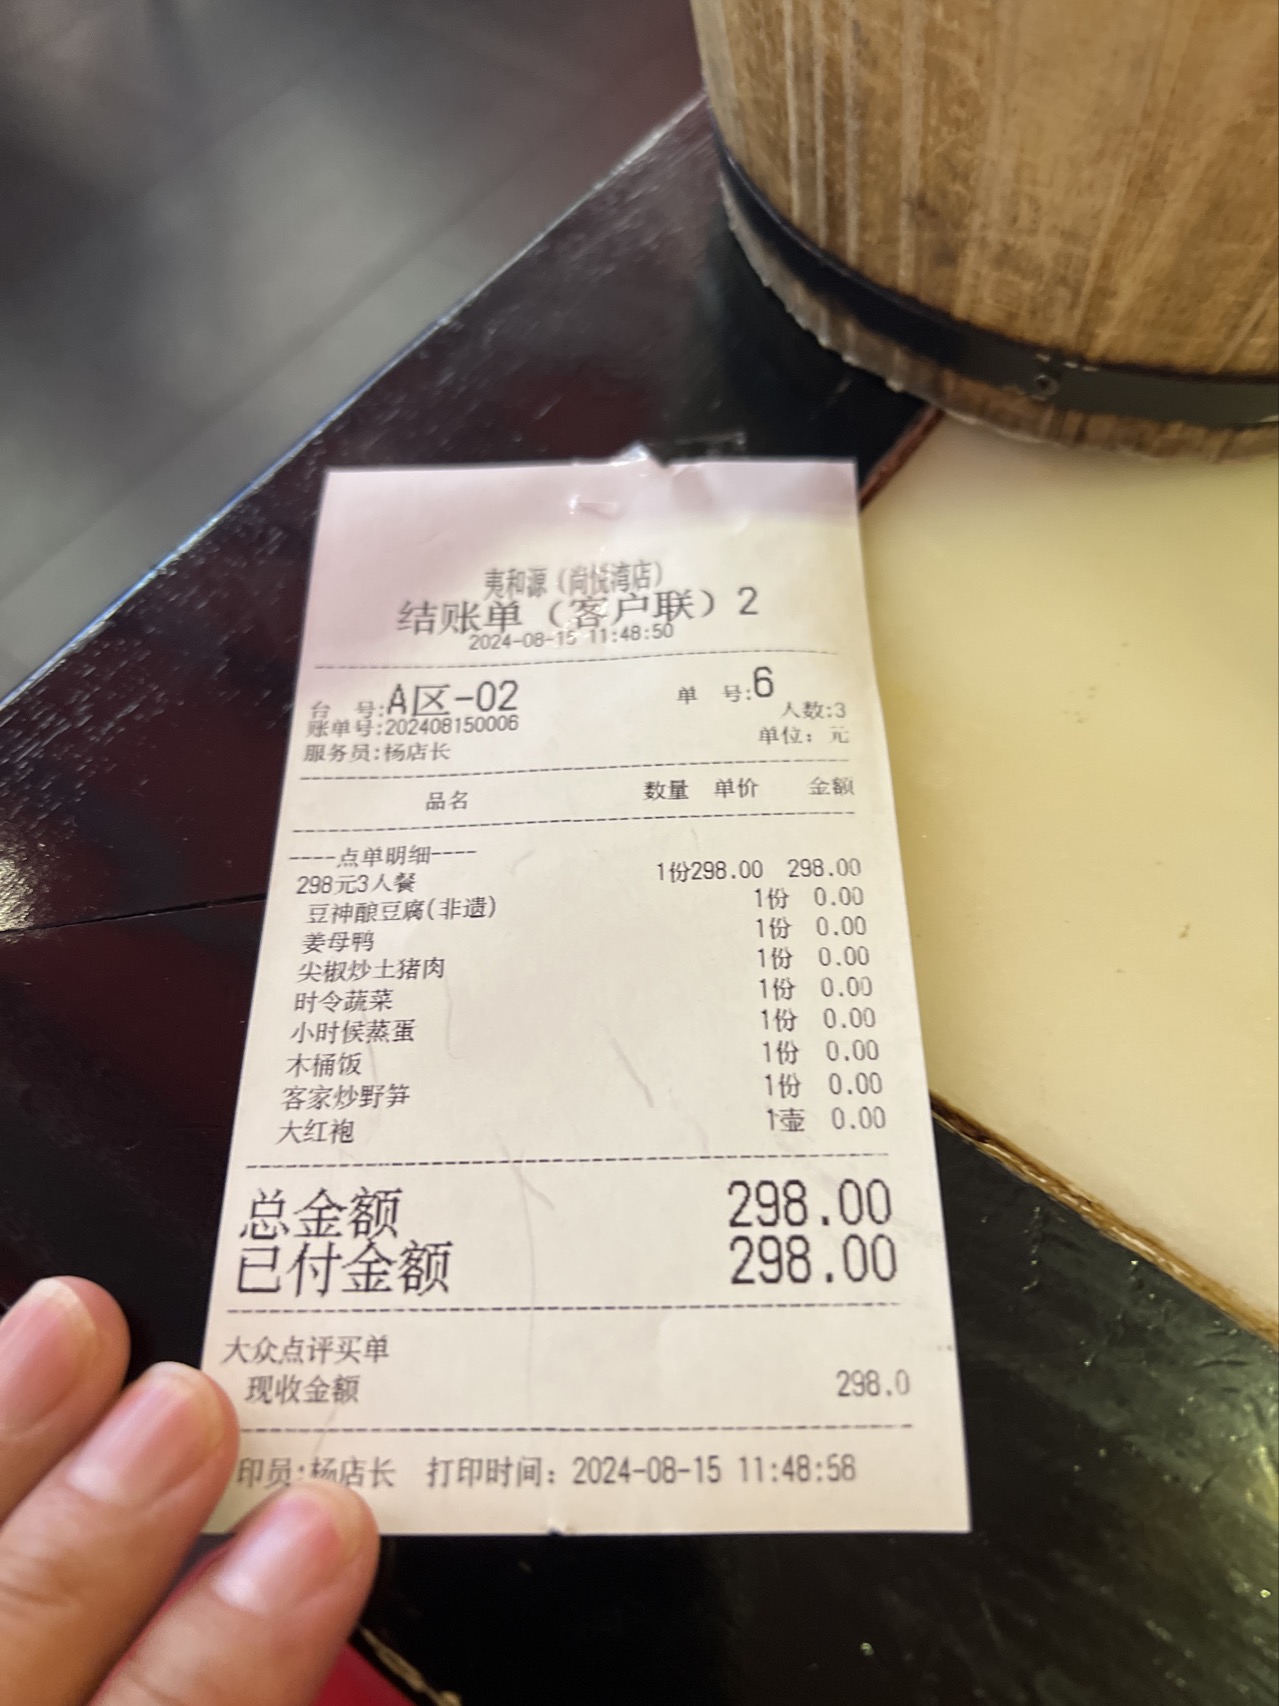 夷和源（尚悦湾店）
结账单（客户联）2
2024-08-15 11:48:50
台 号:A区-02 单 号:6
账单号:202408150006 人数:3
服务员:杨店长 单位：元
品名 数量 单价 金额
----点单明细----
298元3人餐 1份298.00 298.00
豆神酿豆腐(非遗) 1份 0.00
姜母鸭 1份 0.00
尖椒炒土猪肉 1份 0.00
时令蔬菜 1份 0.00
小时候蒸蛋 1份 0.00
木桶饭 1份 0.00
客家炒野笋 1份 0.00
大红袍 1壶 0.00
总金额 298.00
已付金额 298.00
大众点评买单
现收金额 298.0
印员:杨店长 打印时间：2024-08-15 11:48:58